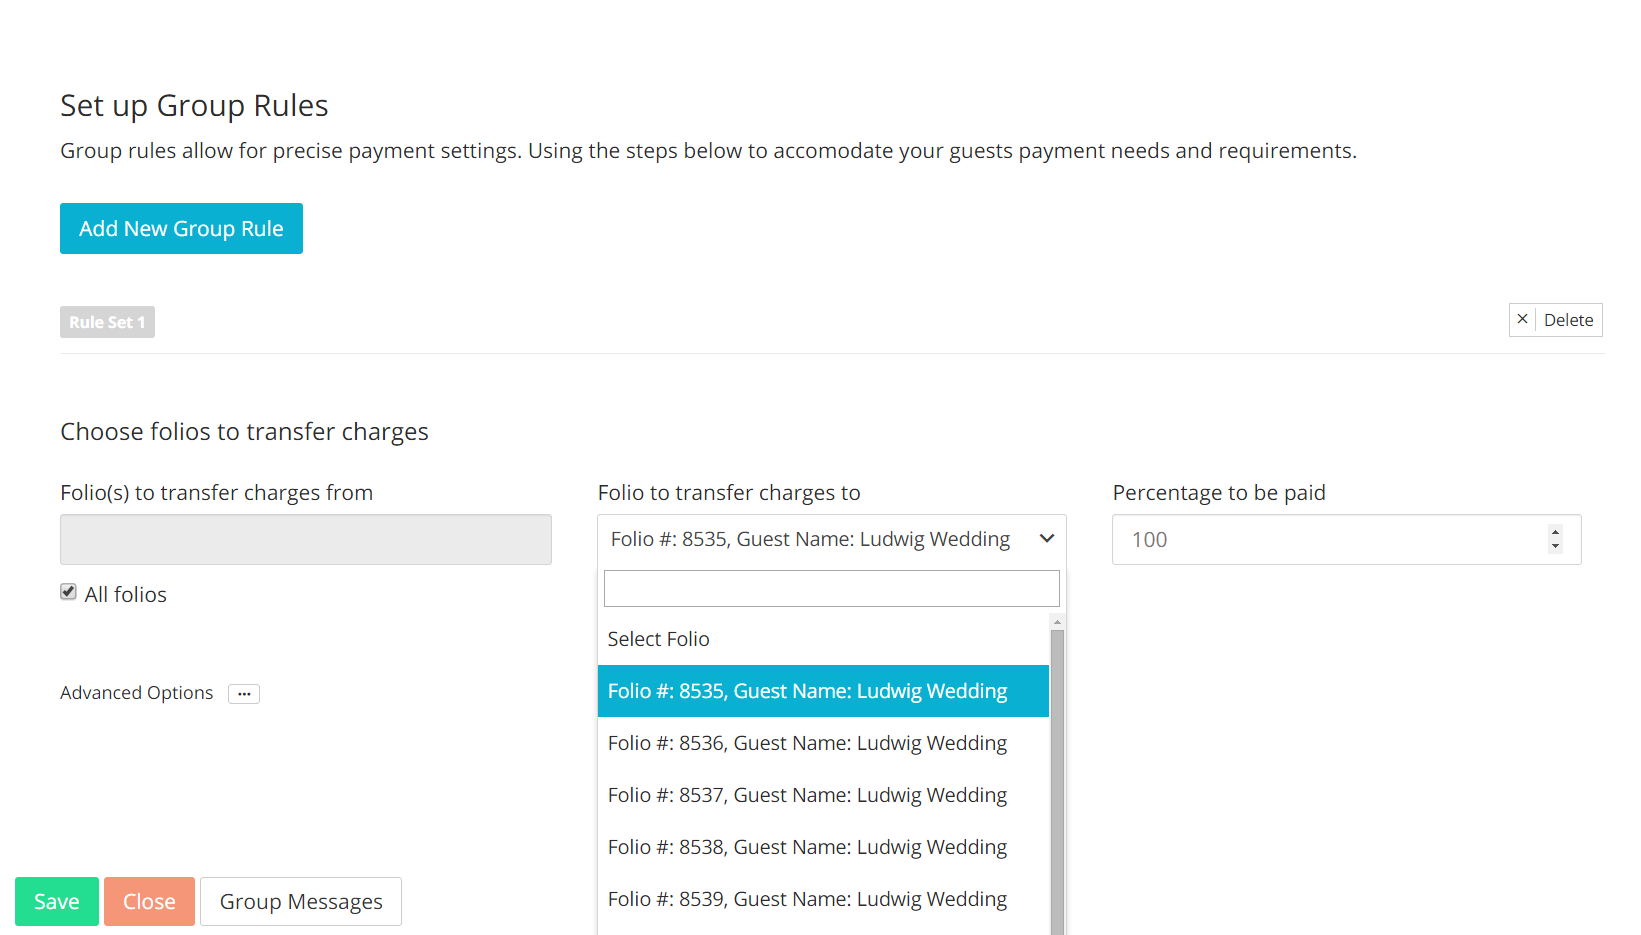 Set up Group Rules
Group rules allow for precise payment settings. Using the steps below to accomodate your guests payment needs and requirements.
Add New Group Rule
Rule Set 1
× Delete
Choose folios to transfer charges
Folio(s) to transfer charges from
Folio to transfer charges to
Percentage to be paid
Folio #: 8535, Guest Name: Ludwig Wedding
100
All folios
Select Folio
Folio #: 8535, Guest Name: Ludwig Wedding
Advanced Options ...
Folio #: 8536, Guest Name: Ludwig Wedding
Folio #: 8537, Guest Name: Ludwig Wedding
Folio #: 8538, Guest Name: Ludwig Wedding
Folio #: 8539, Guest Name: Ludwig Wedding
Save
Close
Group Messages